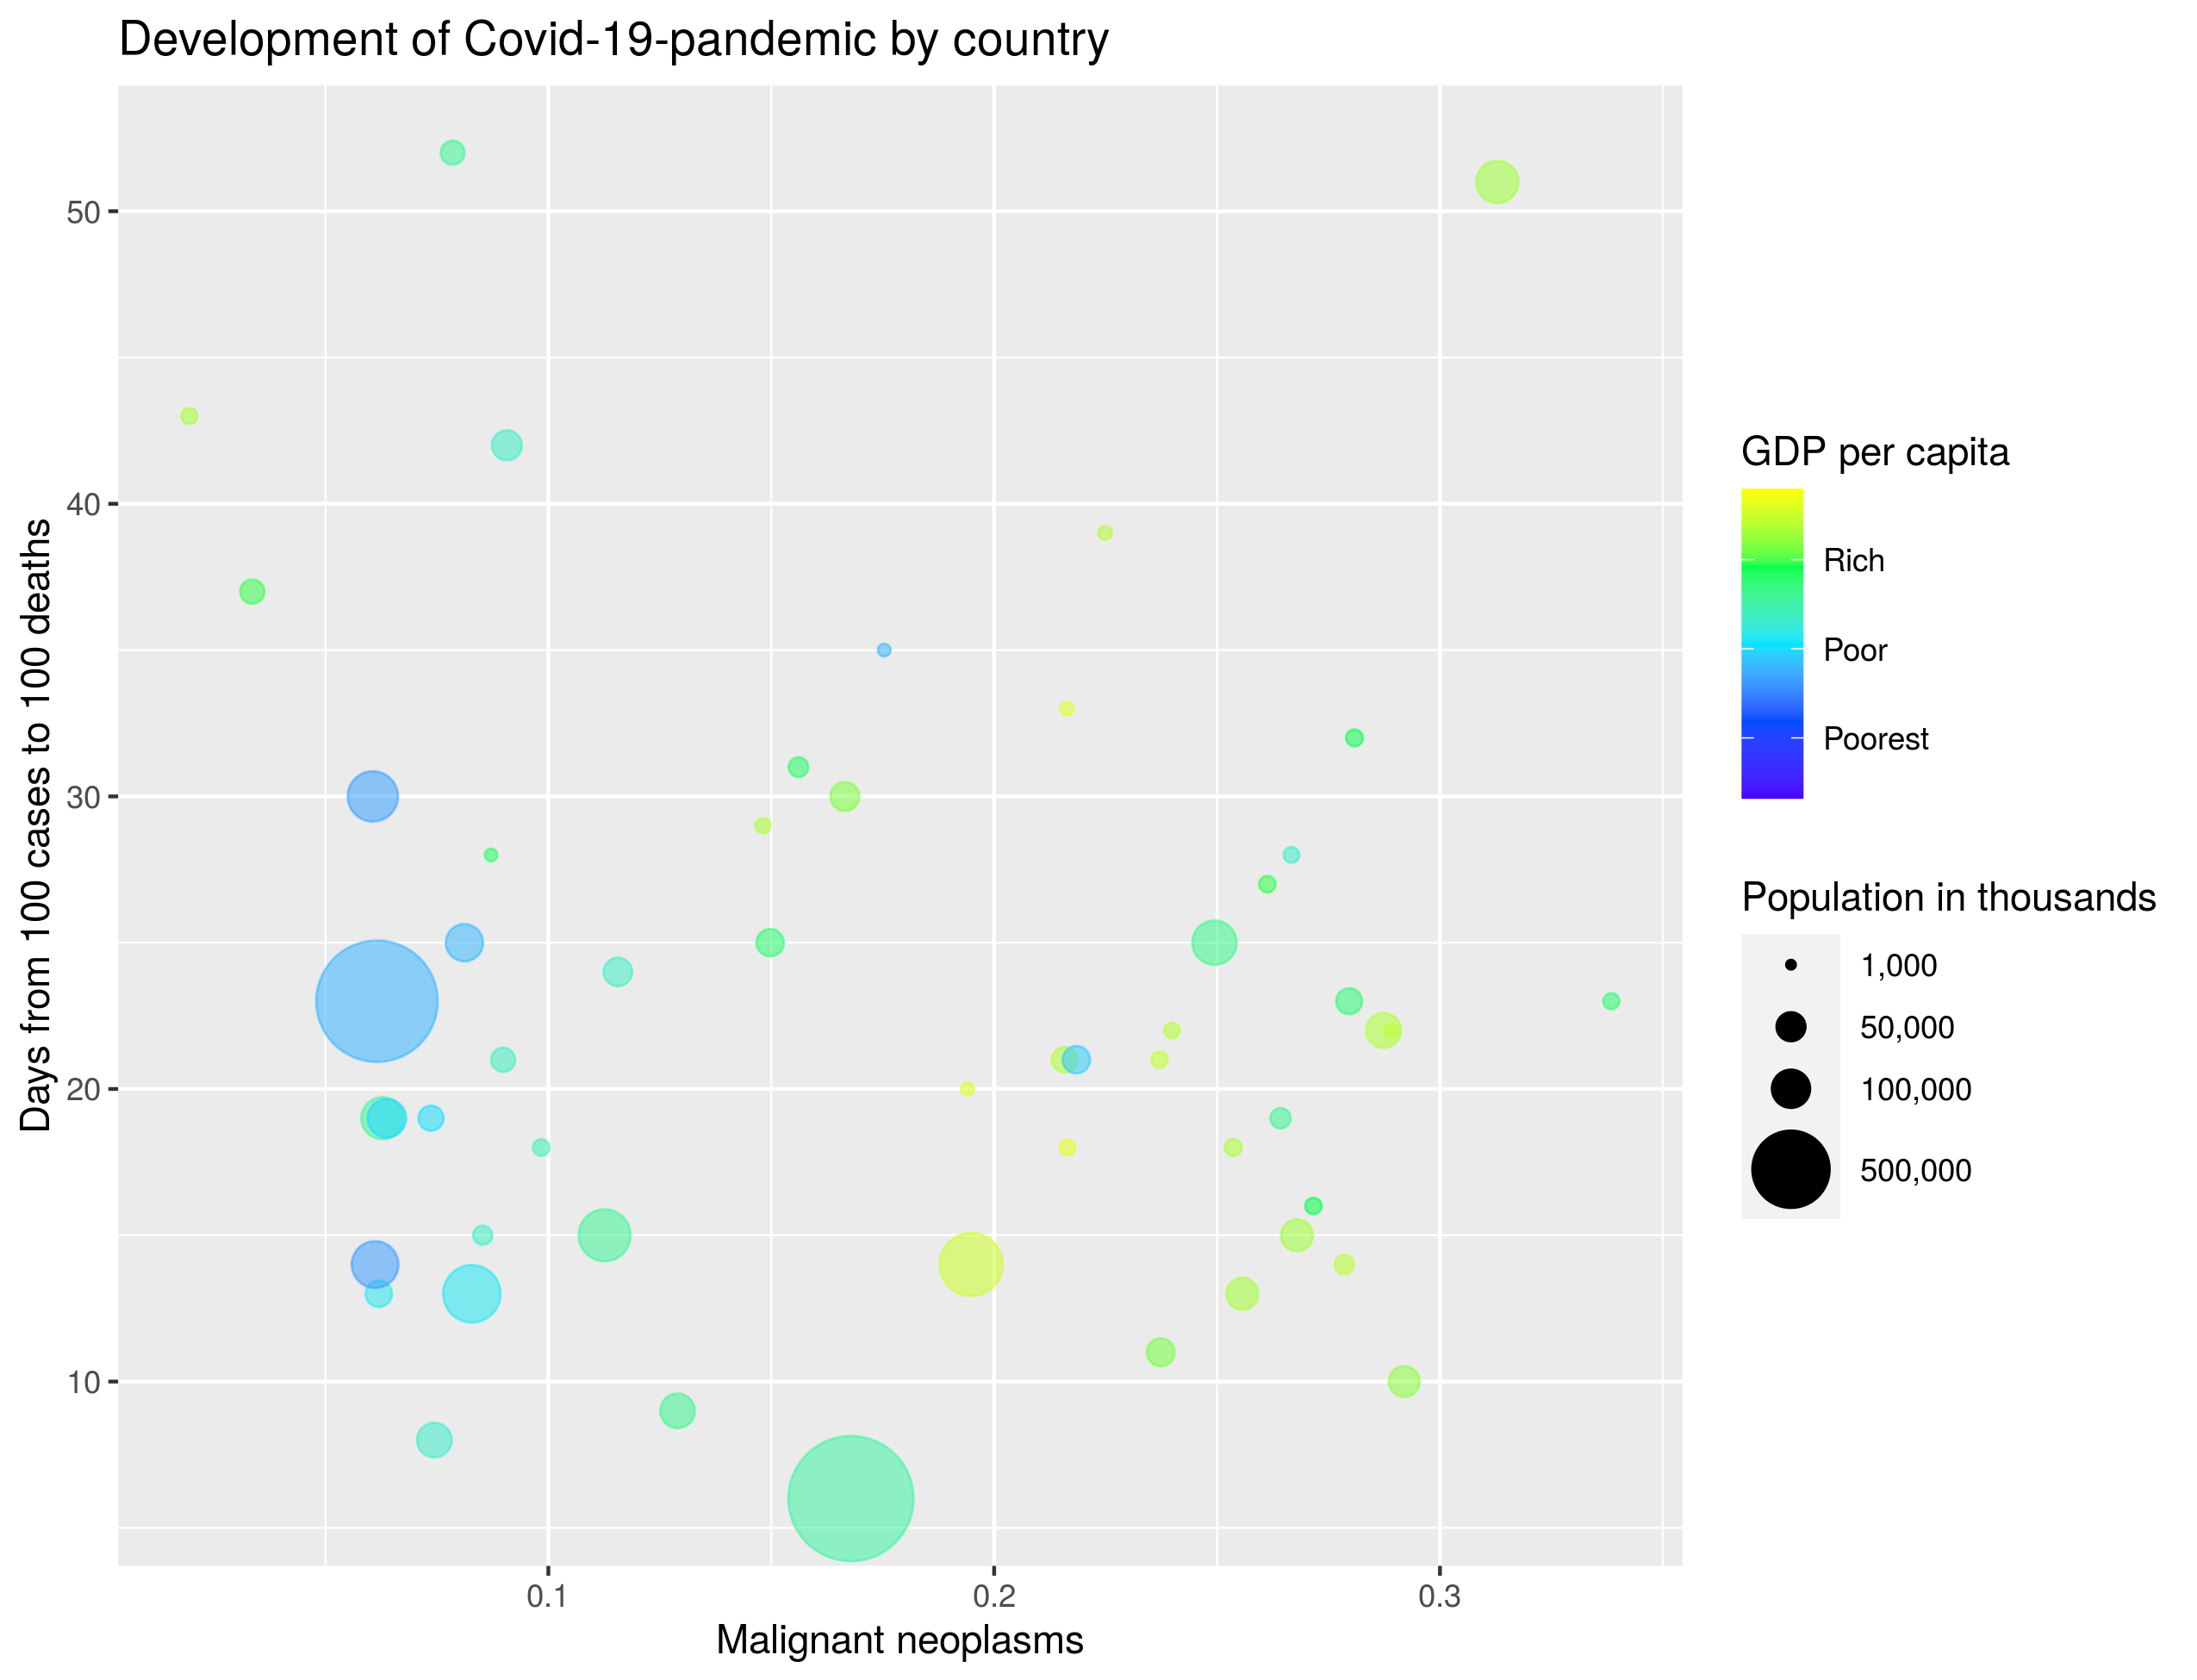 Development of Covid-19-pandemic by country
Days from 100 cases to 100 deaths
50
40
30
20
10
0.1
0.2
0.3
Malignant neoplasms
GDP per capita
Rich
Poor
Poorest
Population in thousands
1,000
50,000
100,000
500,000